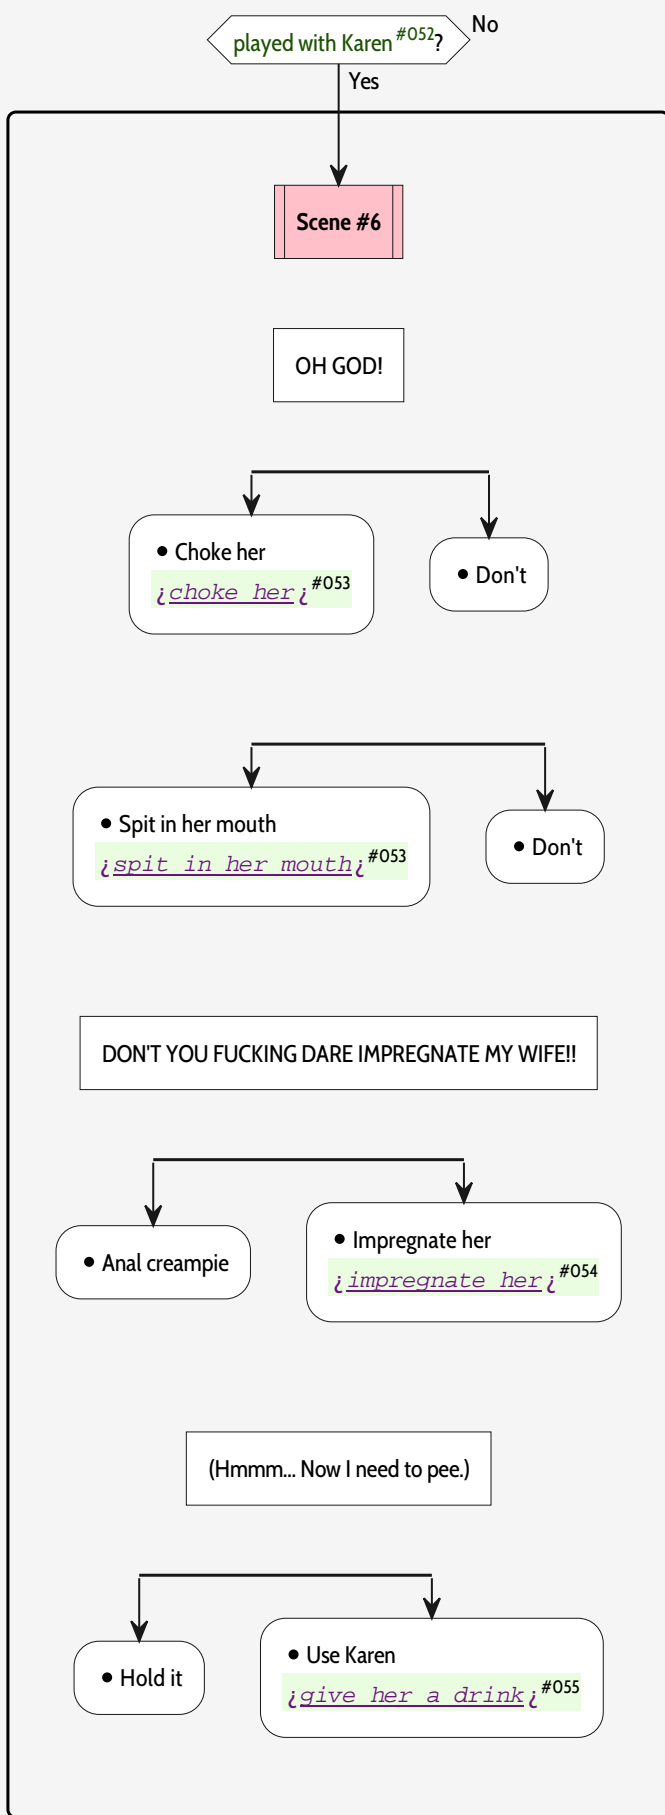 played with Karen #052?
No
Yes
Scene #6
OH GOD!
• Choke her
¿choke her¿ #053
• Don't
• Spit in her mouth
¿spit in her mouth¿ #053
• Don't
DON'T YOU FUCKING DARE IMPREGNATE MY WIFE!!
• Anal creampie
• Impregnate her
¿impregnate her¿ #054
(Hmmm... Now I need to pee.)
• Hold it
• Use Karen
¿give her a drink¿ #055